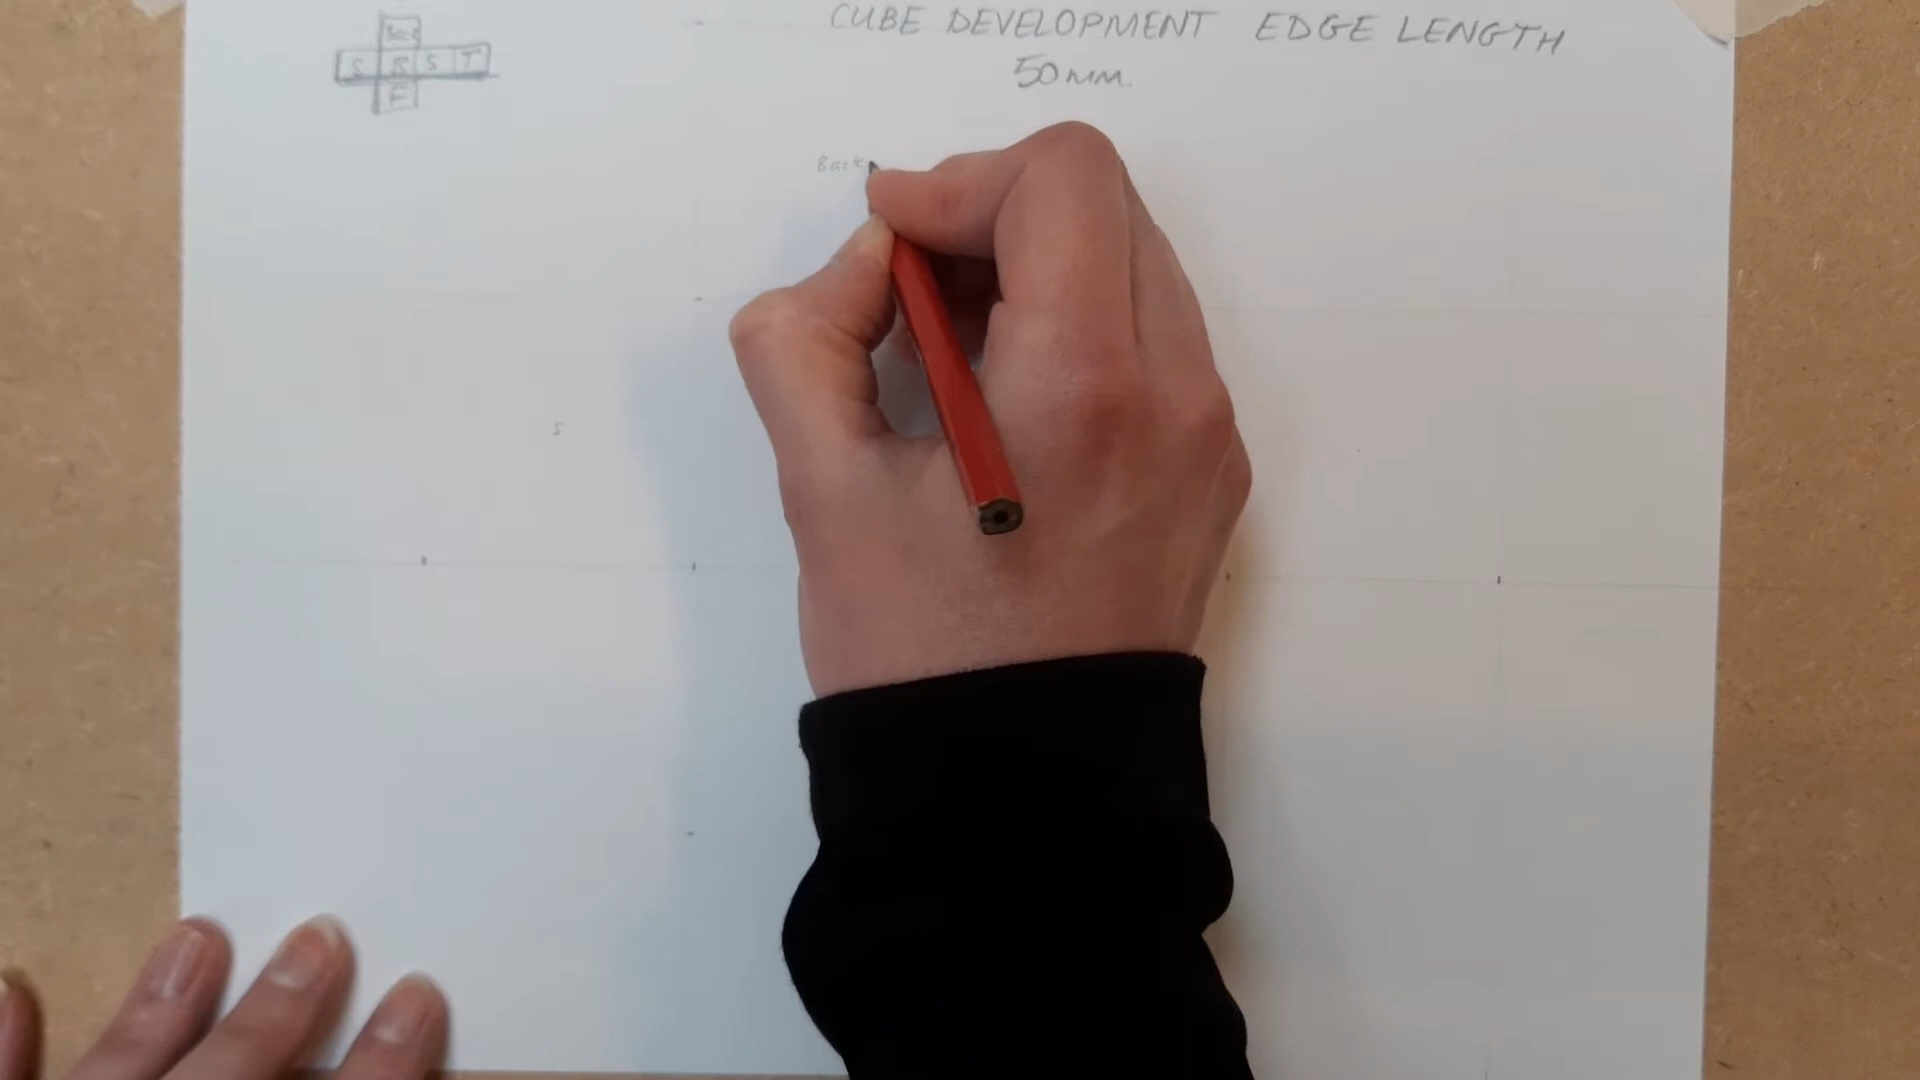 CUBE DEVELOPMENT EDGE LENGTH
50mm.
Back
S B S T
F
Back
S